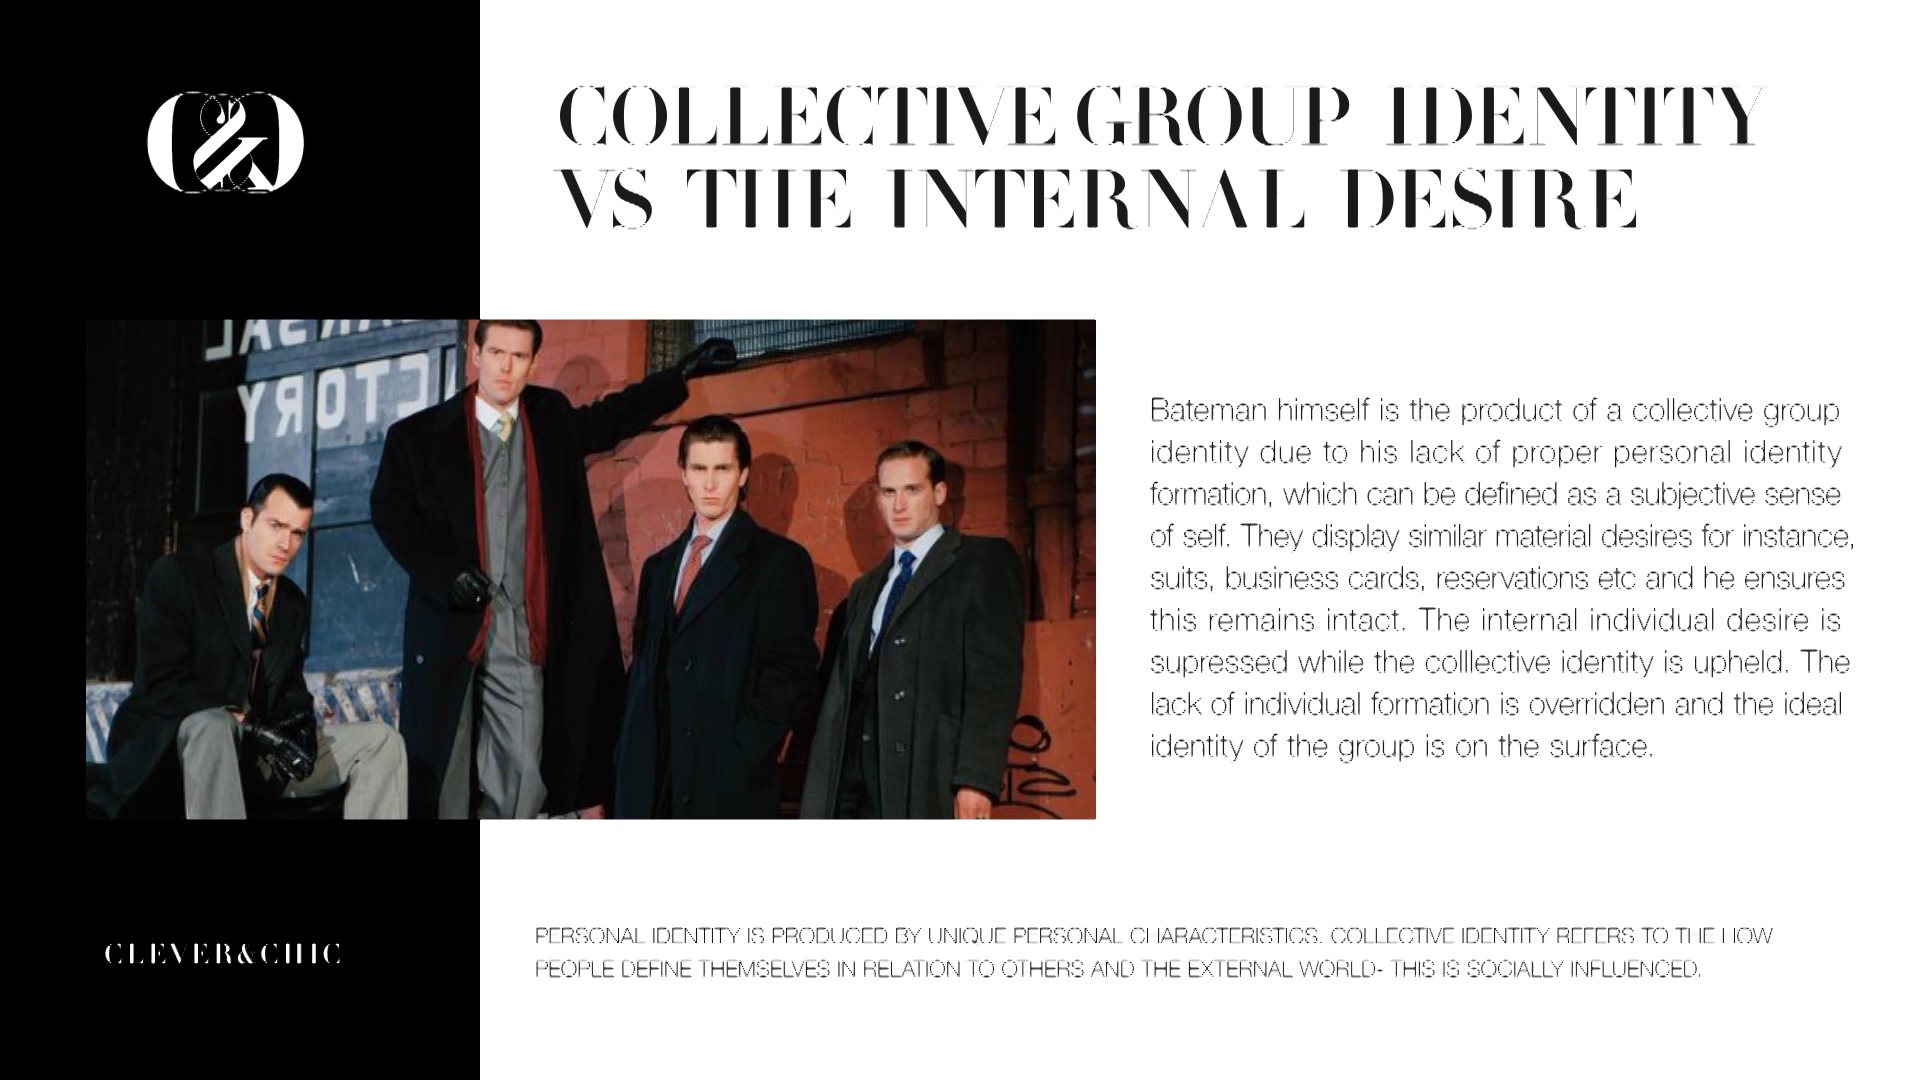 COLLECTIVE GROUP IDENTITY
VS THE INTERNAL DESIRE
Bateman himself is the product of a collective group
identity due to his lack of proper personal identity
formation, which can be defined as a subjective sense
of self. They display similar material desires for instance,
suits, business cards, reservations etc and he ensures
this remains intact. The internal individual desire is
supressed while the colllective identity is upheld. The
lack of individual formation is overridden and the ideal
identity of the group is on the surface.
CLEVER&CHIC
PERSONAL IDENTITY IS PRODUCED BY UNIQUE PERSONAL CHARACTERISTICS. COLLECTIVE IDENTITY REFERS TO THE HOW
PEOPLE DEFINE THEMSELVES IN RELATION TO OTHERS AND THE EXTERNAL WORLD- THIS IS SOCIALLY INFLUENCED.